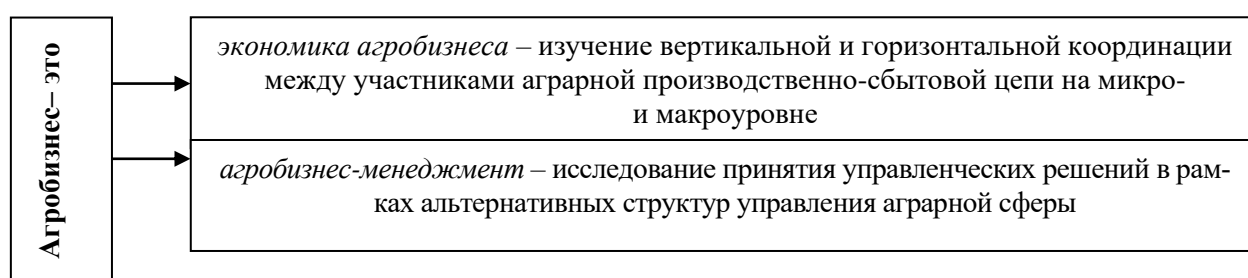 Агробизнес– это
экономика агробизнеса – изучение вертикальной и горизонтальной координации
между участниками аграрной производственно-сбытовой цепи на микро-
и макроуровне
агробизнес-менеджмент – исследование принятия управленческих решений в рам-
ках альтернативных структур управления аграрной сферы